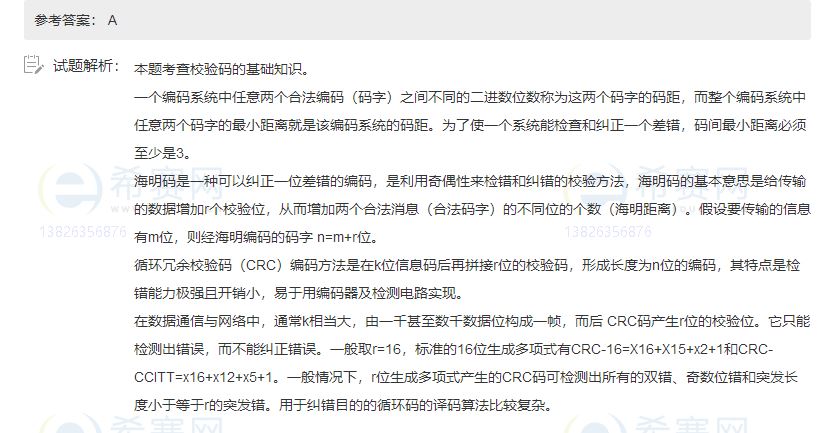 参考答案： A
试题解析： 本题考查校验码的基础知识。
一个编码系统中任意两个合法编码（码字）之间不同的二进数位数称为这两个码字的码距，而整个编码系统中
任意两个码字的最小距离就是该编码系统的码距。为了使一个系统能检查和纠正一个差错，码间最小距离必须
至少是3。
海明码是一种可以纠正一位差错的编码，是利用奇偶性来检错和纠错的校验方法，海明码的基本意思是给传输
的数据增加r个校验位，从而增加两个合法消息（合法码字）的不同位的个数（海明距离）。假设要传输的信息
有m位，则经海明编码的码字 n=m+r位。
循环冗余校验码（CRC）编码方法是在k位信息码后再拼接r位的校验码，形成长度为n位的编码，其特点是检
错能力极强且开销小，易于用编码器及检测电路实现。
在数据通信与网络中，通常k相当大，由一千甚至数千数据位构成一帧，而后 CRC码产生r位的校验位。它只能
检测出错误，而不能纠正错误。一般取r=16，标准的16位生成多项式有CRC-16=X16+X15+x2+1和CRC-
CCITT=x16+x12+x5+1。一般情况下，r位生成多项式产生的CRC码可检测出所有的双错、奇数位错和突发长
度小于等于r的突发错。用于纠错目的的循环码的译码算法比较复杂。
希赛网
13826356876
希赛网
13826356876
希赛网
希赛网